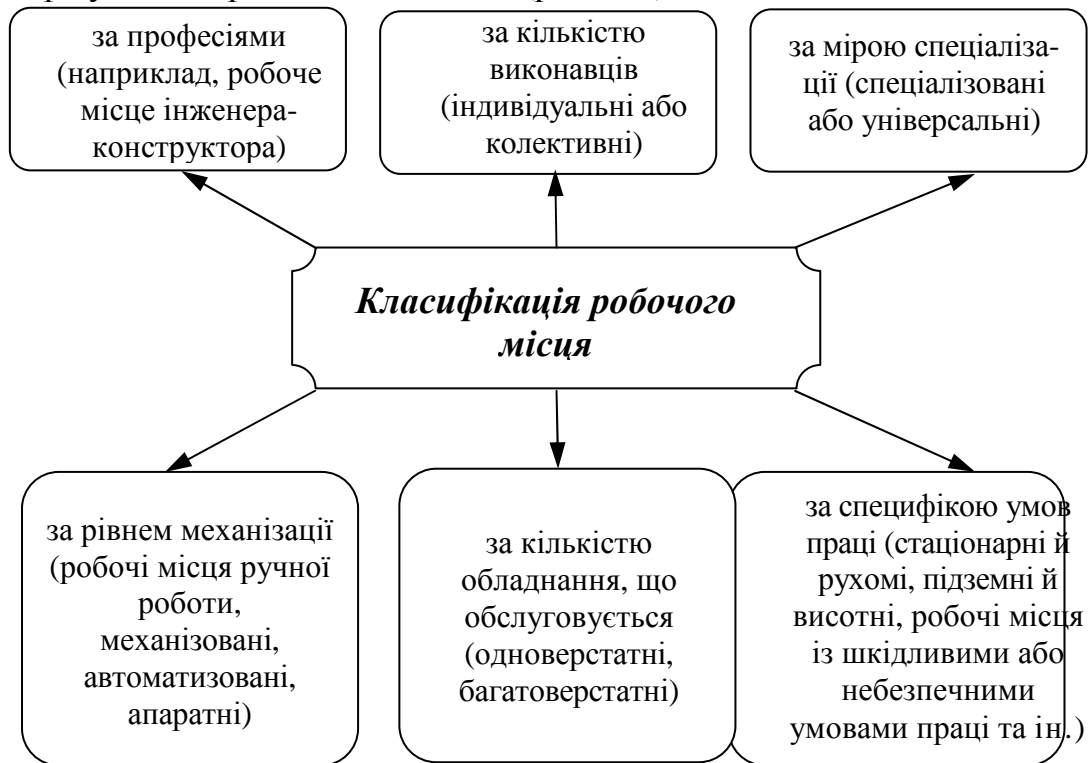 за професіями
(наприклад, робоче
місце інженера-
конструктора)
за кількістю
виконавців
(індивідуальні або
колективні)
за мірою спеціаліза-
ції (спеціалізовані
або універсальні)
Класифікація робочого
місця
за рівнем механізації
(робочі місця ручної
роботи,
механізовані,
автоматизовані,
апаратні)
за кількістю
обладнання, що
обслуговується
(одноверстатні,
багатоверстатні)
за специфікою умов
праці (стаціонарні й
рухомі, підземні й
висотні, робочі місця
із шкідливими або
небезпечними
умовами праці та ін.)